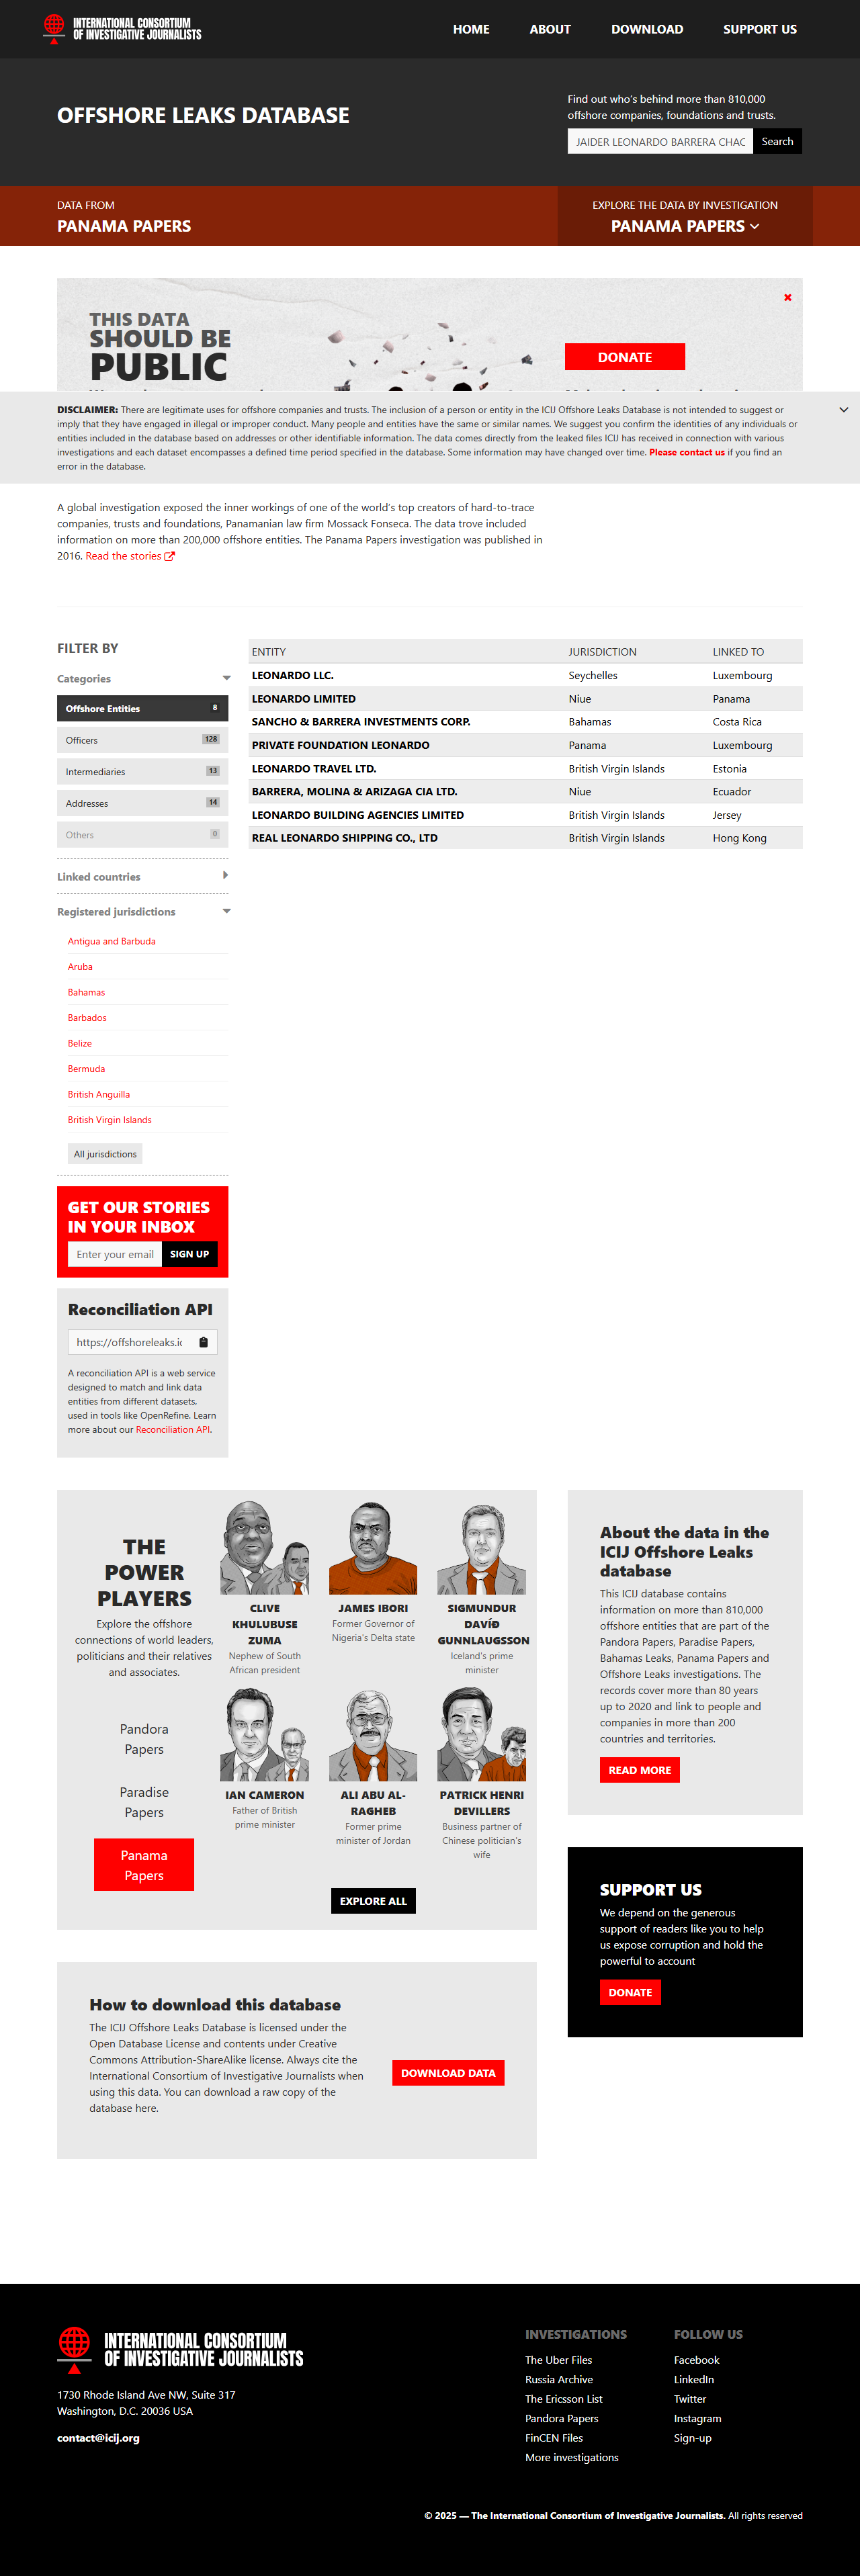 INTERNATIONAL CONSORTIUM
OF INVESTIGATIVE JOURNALISTS
HOME ABOUT DOWNLOAD SUPPORT US
OFFSHORE LEAKS DATABASE
Find out who's behind more than 810,000
offshore companies, foundations and trusts.
JAIDER LEONARDO BARRERA CHAC Search
DATA FROM
PANAMA PAPERS
EXPLORE THE DATA BY INVESTIGATION
PANAMA PAPERS
THIS DATA
SHOULD BE
PUBLIC
DONATE
DISCLAIMER: There are legitimate uses for offshore companies and trusts. The inclusion of a person or entity in the ICIJ Offshore Leaks Database is not intended to suggest or
imply that they have engaged in illegal or improper conduct. Many people and entities have the same or similar names. We suggest you confirm the identities of any individuals or
entities included in the database based on addresses or other identifiable information. The data comes directly from the leaked files ICIJ has received in connection with various
investigations and each dataset encompasses a defined time period specified in the database. Some information may have changed over time. Please contact us if you find an
error in the database.
A global investigation exposed the inner workings of one of the world's top creators of hard-to-trace
companies, trusts and foundations, Panamanian law firm Mossack Fonseca. The data trove included
information on more than 200,000 offshore entities. The Panama Papers investigation was published in
2016. Read the stories
FILTER BY
Categories
Offshore Entities 8
Officers 128
Intermediaries 13
Addresses 14
Others 0
Linked countries
Registered jurisdictions
Antigua and Barbuda
Aruba
Bahamas
Barbados
Belize
Bermuda
British Anguilla
British Virgin Islands
All jurisdictions
ENTITY JURISDICTION LINKED TO
LEONARDO LLC. Seychelles Luxembourg
LEONARDO LIMITED Niue Panama
SANCHO & BARRERA INVESTMENTS CORP. Bahamas Costa Rica
PRIVATE FOUNDATION LEONARDO Panama Luxembourg
LEONARDO TRAVEL LTD. British Virgin Islands Estonia
BARRERA, MOLINA & ARIZAGA CIA LTD. Niue Ecuador
LEONARDO BUILDING AGENCIES LIMITED British Virgin Islands Jersey
REAL LEONARDO SHIPPING CO., LTD British Virgin Islands Hong Kong
GET OUR STORIES
IN YOUR INBOX
Enter your email SIGN UP
Reconciliation API
https://offshoreleaks.ic
A reconciliation API is a web service
designed to match and link data
entities from different datasets,
used in tools like OpenRefine. Learn
more about our Reconciliation API.
THE
POWER
PLAYERS
Explore the offshore
connections of world leaders,
politicians and their relatives
and associates.
Pandora
Papers
Paradise
Papers
Panama
Papers
CLIVE
KHULUBUSE
ZUMA
Nephew of South
African president
JAMES IBORI
Former Governor of
Nigeria's Delta state
SIGMUNDUR
DAVÍÐ
GUNNLAUGSSON
Iceland's prime
minister
IAN CAMERON
Father of British
prime minister
ALI ABU AL-
RAGHEB
Former prime
minister of Jordan
PATRICK HENRI
DEVILLERS
Business partner of
Chinese politician's
wife
EXPLORE ALL
About the data in the
ICIJ Offshore Leaks
database
This ICIJ database contains
information on more than 810,000
offshore entities that are part of the
Pandora Papers, Paradise Papers,
Bahamas Leaks, Panama Papers and
Offshore Leaks investigations. The
records cover more than 80 years
up to 2020 and link to people and
companies in more than 200
countries and territories.
READ MORE
SUPPORT US
We depend on the generous
support of readers like you to help
us expose corruption and hold the
powerful to account
DONATE
How to download this database
The ICIJ Offshore Leaks Database is licensed under the
Open Database License and contents under Creative
Commons Attribution-ShareAlike license. Always cite the
International Consortium of Investigative Journalists when
using this data. You can download a raw copy of the
database here.
DOWNLOAD DATA
INTERNATIONAL CONSORTIUM
OF INVESTIGATIVE JOURNALISTS
1730 Rhode Island Ave NW, Suite 317
Washington, D.C. 20036 USA
contact@icij.org
INVESTIGATIONS
The Uber Files
Russia Archive
The Ericsson List
Pandora Papers
FinCEN Files
More investigations
FOLLOW US
Facebook
LinkedIn
Twitter
Instagram
Sign-up
© 2025 — The International Consortium of Investigative Journalists. All rights reserved